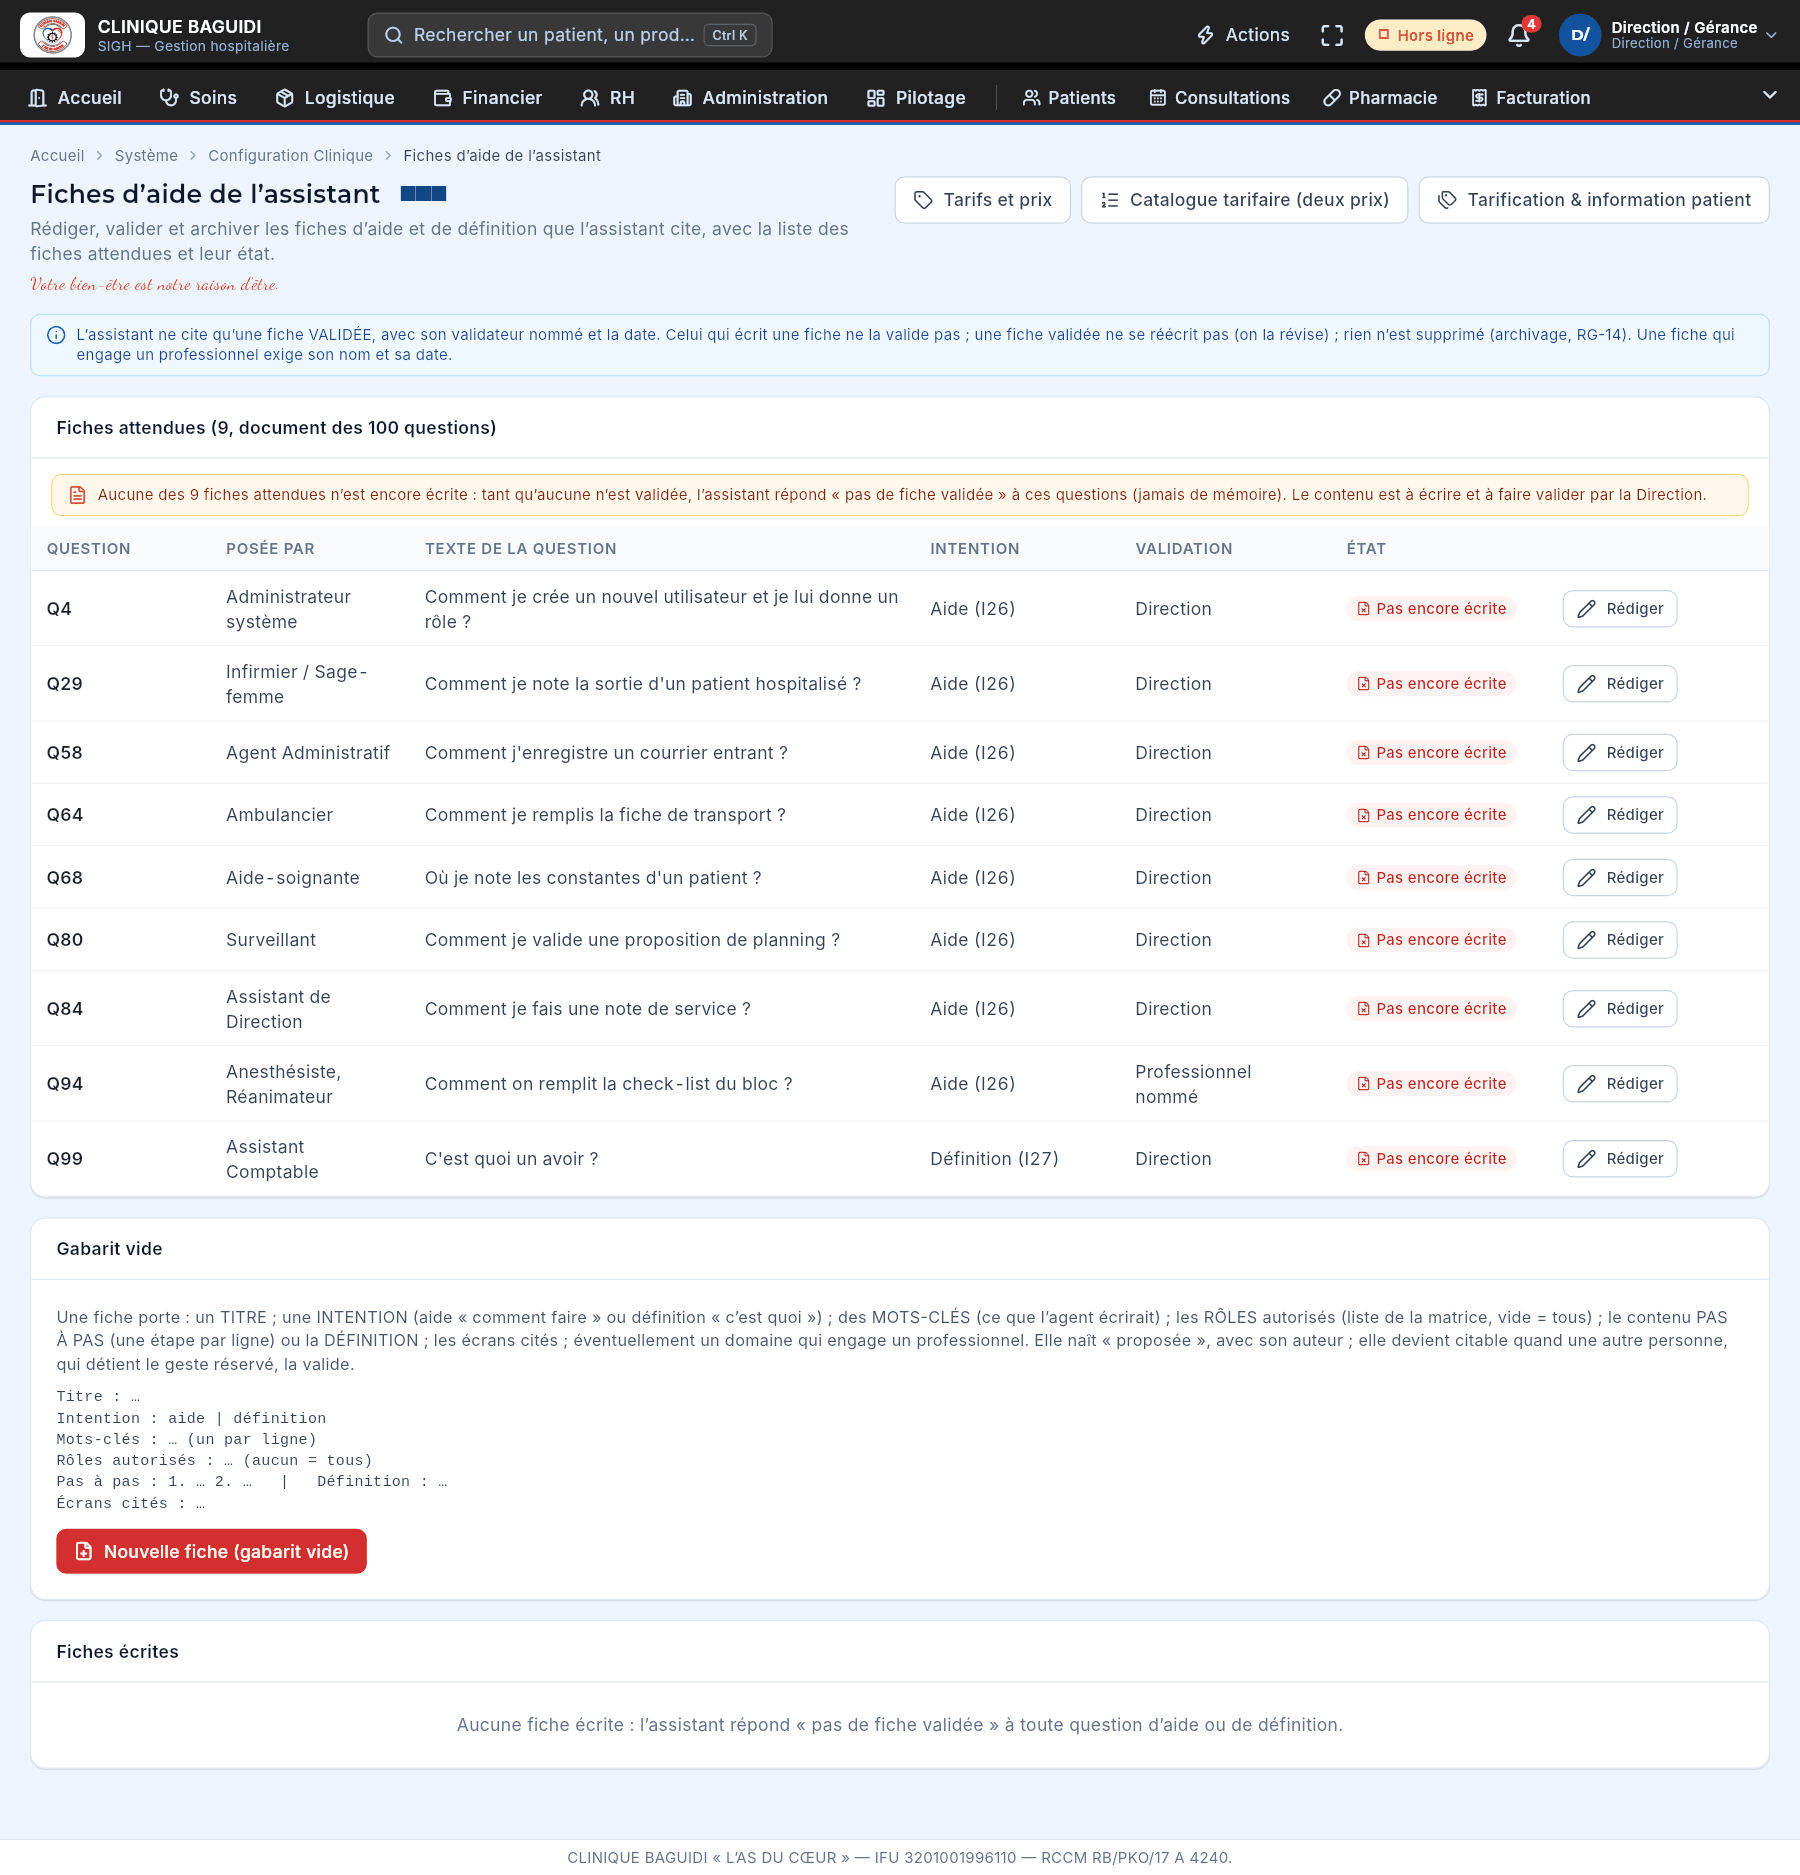 CLINIQUE BAGUIDI
SIGH — Gestion hospitalière
Rechercher un patient, un prod... Ctrl K
Actions
Hors ligne
4
D/
Direction / Gérance
Direction / Gérance
Accueil Soins Logistique Financier RH Administration Pilotage Patients Consultations Pharmacie Facturation
Accueil > Système > Configuration Clinique > Fiches d’aide de l’assistant
Fiches d’aide de l’assistant
Tarifs et prix Catalogue tarifaire (deux prix) Tarification & information patient
Rédiger, valider et archiver les fiches d’aide et de définition que l’assistant cite, avec la liste des
fiches attendues et leur état.
Votre bien-être est notre raison d'être.
L’assistant ne cite qu’une fiche VALIDÉE, avec son validateur nommé et la date. Celui qui écrit une fiche ne la valide pas ; une fiche validée ne se réécrit pas (on la révise) ; rien n’est supprimé (archivage, RG-14). Une fiche qui
engage un professionnel exige son nom et sa date.
Fiches attendues (9, document des 100 questions)
Aucune des 9 fiches attendues n’est encore écrite : tant qu’aucune n’est validée, l’assistant répond « pas de fiche validée » à ces questions (jamais de mémoire). Le contenu est à écrire et à faire valider par la Direction.
QUESTION POSÉE PAR TEXTE DE LA QUESTION INTENTION VALIDATION ÉTAT
Q4 Administrateur système Comment je crée un nouvel utilisateur et je lui donne un rôle ? Aide (I26) Direction Pas encore écrite Rédiger
Q29 Infirmier / Sage-femme Comment je note la sortie d'un patient hospitalisé ? Aide (I26) Direction Pas encore écrite Rédiger
Q58 Agent Administratif Comment j'enregistre un courrier entrant ? Aide (I26) Direction Pas encore écrite Rédiger
Q64 Ambulancier Comment je remplis la fiche de transport ? Aide (I26) Direction Pas encore écrite Rédiger
Q68 Aide-soignante Où je note les constantes d'un patient ? Aide (I26) Direction Pas encore écrite Rédiger
Q80 Surveillant Comment je valide une proposition de planning ? Aide (I26) Direction Pas encore écrite Rédiger
Q84 Assistant de Direction Comment je fais une note de service ? Aide (I26) Direction Pas encore écrite Rédiger
Q94 Anesthésiste, Réanimateur Comment on remplit la check-list du bloc ? Aide (I26) Professionnel nommé Pas encore écrite Rédiger
Q99 Assistant Comptable C'est quoi un avoir ? Définition (I27) Direction Pas encore écrite Rédiger
Gabarit vide
Une fiche porte : un TITRE ; une INTENTION (aide « comment faire » ou définition « c’est quoi ») ; des MOTS-CLÉS (ce que l’agent écrirait) ; les RÔLES autorisés (liste de la matrice, vide = tous) ; le contenu PAS
À PAS (une étape par ligne) ou la DÉFINITION ; les écrans cités ; éventuellement un domaine qui engage un professionnel. Elle naît « proposée », avec son auteur ; elle devient citable quand une autre personne,
qui détient le geste réservé, la valide.
Titre : …
Intention : aide | définition
Mots-clés : … (un par ligne)
Rôles autorisés : … (aucun = tous)
Pas à pas : 1. … 2. … | Définition : …
Écrans cités : …
Nouvelle fiche (gabarit vide)
Fiches écrites
Aucune fiche écrite : l’assistant répond « pas de fiche validée » à toute question d’aide ou de définition.
CLINIQUE BAGUIDI « L’AS DU CŒUR » — IFU 3201001996110 — RCCM RB/PKO/17 A 4240.